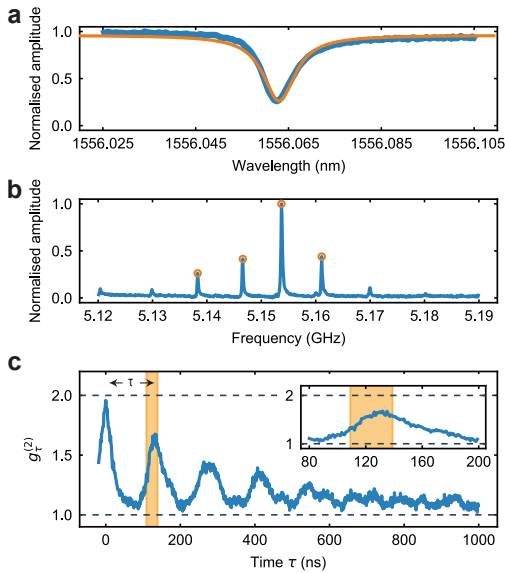 a
Normalised amplitude
1.0
0.5
0.0
1556.025 1556.045 1556.065 1556.085 1556.105
Wavelength (nm)
b
Normalised amplitude
1.0
0.5
0.0
5.12 5.13 5.14 5.15 5.16 5.17 5.18 5.19
Frequency (GHz)
c
g_τ^(2)
2.0
1.5
1.0
τ
2
1
80 120 160 200
0 200 400 600 800 1000
Time τ (ns)